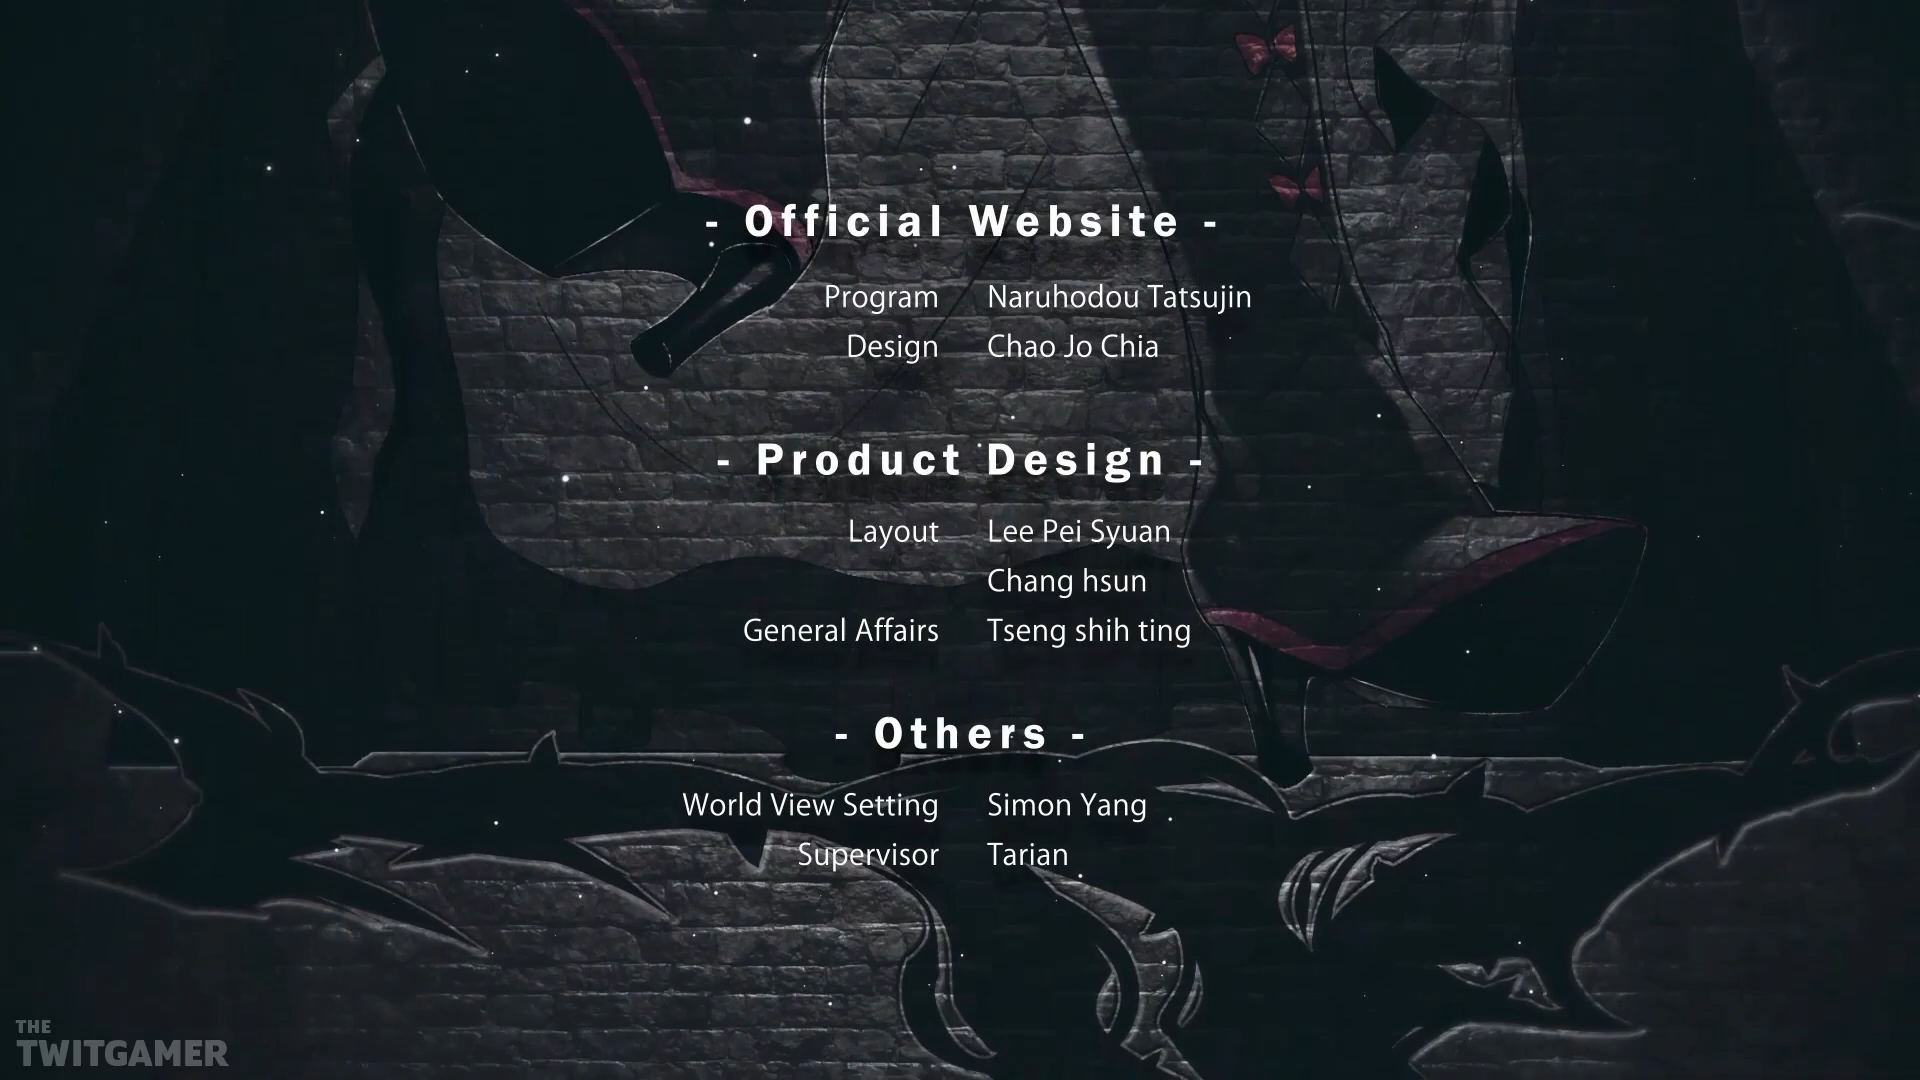 - Official Website -
Program Naruhodou Tatsujin
Design Chao Jo Chia
- Product Design -
Layout Lee Pei Syuan
Chang hsun
General Affairs Tseng shih ting
- Others -
World View Setting Simon Yang
Supervisor Tarian
THE
TWITGAMER